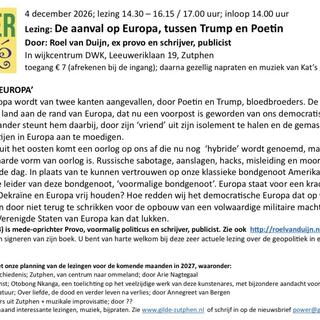 ER
4 december 2026; lezing 14.30 – 16.15 / 17.00 uur; inloop 14.00 uur
Lezing: De aanval op Europa, tussen Trump en Poetin
Door: Roel van Duijn, ex provo en schrijver, publicist
In wijkcentrum DWK, Leeuweriklaan 19, Zutphen
toegang € 7 (afrekenen bij de ingang); daarna gezellig napraten en muziek van Kat's
EUROPA'
opa wordt van twee kanten aangevallen, door Poetin en Trump, bloedbroeders. De
land aan de rand van Europa, dat nu een voorpost is geworden van ons democratis
ander steunt hem daarbij, door zijn 'vriend' uit zijn isolement te halen en de gemas
tijen in Europa aan te moedigen.
uit het oosten komt een oorlog op ons af die nu nog 'hybride' wordt genoemd, ma
aarde vorm van oorlog is. Russische sabotage, aanslagen, hacks, misleiding en moor
de dag. In plaats van te kunnen vertrouwen op onze klassieke bondgenoot Amerika
e leider van deze bondgenoot, 'voormalige bondgenoot'. Europa staat voor een krac
Oekraïne en Europa vrij houden? Hoe redden wij het democratische Europa dat op v
n door niet terug te schrikken voor de opbouw van een volwaardige militaire macht
Verenigde Staten van Europa kan dat lukken.
) is mede-oprichter Provo, voormalig politicus en schrijver, publicist. Zie ook http://roelvanduijn.n
n signeren van zijn boek. U bent van harte welkom bij deze zeer actuele lezing over de geopolitiek in e
t onze planning van de lezingen voor de komende maanden in 2027, waaronder:
chiedenis; Zutphen, van centrum naar ommeland; door Arie Nagtegaal
nst; Otobong Nkanga, een toelichting op het veelzijdige werk van deze kunstenares, met bijzondere aandacht voor
atuur; Over liefde, de dood en verder leven na verlies; door Annegreet van Bergen
rs uit Zutphen + muzikale improvisatie; door ??
aand interessante lezingen, muziek, bijpraten. Zie www.gilde-zutphen.nl of schrijf in op de nieuwsbrief power@g